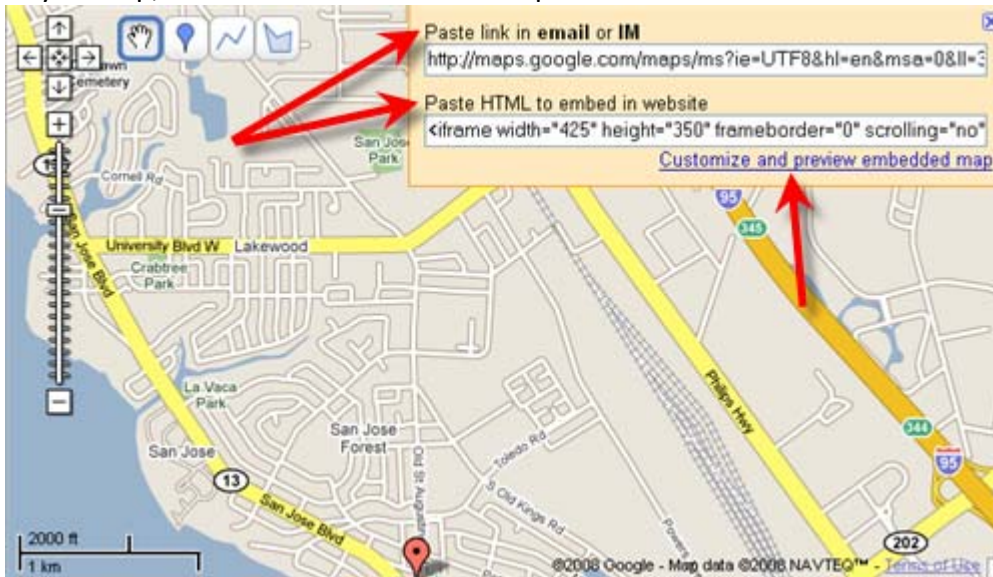 Paste link in email or IM
http://maps.google.com/maps/ms?ie=UTF8&hl=en&msa=0&ll=3
Paste HTML to embed in website
<iframe width="425" height="350" frameborder="0" scrolling="no"
Customize and preview embedded map
emetery
San Jos
Park
Cornell Rd
95
345
University Blvd W
Lakewood
San Jose Blvd
Crabtree
Park
La Vaca
Park
Philips Hwy
San Jose
Forest
344
San Jose
Toledo Rd
95
Old St Augustin
13
S Old Kings Rd
San Jose Blvd
Powers
2000 ft
202
1 km
©2008 Google - Map data ©2008 NAVTEQ™ - Terms of Use